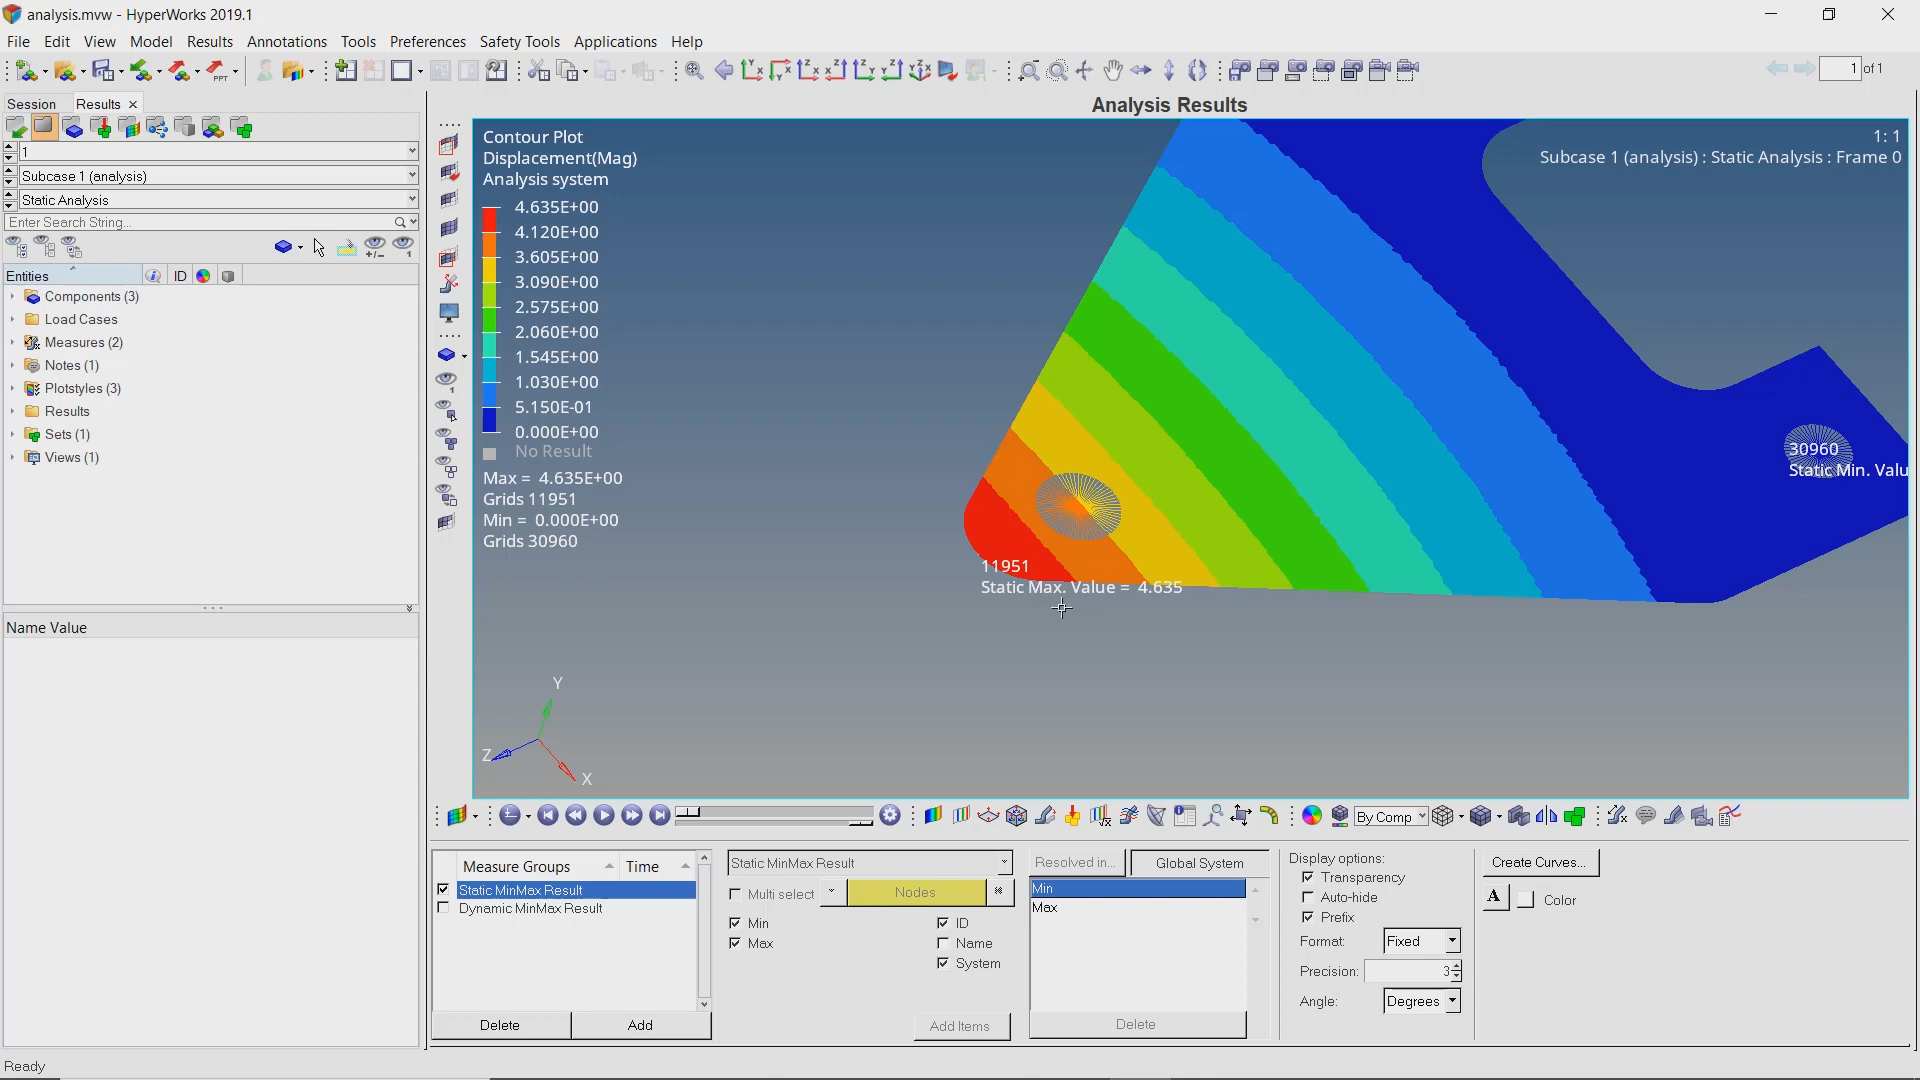 analysis.mvw - HyperWorks 2019.1
File Edit View Model Results Annotations Tools Preferences Safety Tools Applications Help
PPT
1 of 1
Session Results
Analysis Results
1
Subcase 1 (analysis)
Static Analysis
Enter Search String...
Entities ID
Components (3)
Load Cases
Measures (2)
Notes (1)
Plotstyles (3)
Results
Sets (1)
Views (1)
Name Value
Contour Plot
Displacement(Mag)
Analysis system
4.635E+00
4.120E+00
3.605E+00
3.090E+00
2.575E+00
2.060E+00
1.545E+00
1.030E+00
5.150E-01
0.000E+00
No Result
Max = 4.635E+00
Grids 11951
Min = 0.000E+00
Grids 30960
1: 1
Subcase 1 (analysis) : Static Analysis : Frame 0
30960
Static Min. Valu
11951
Static Max. Value = 4.635
Y
Z
X
By Comp
Measure Groups Time
Static MinMax Result
Dynamic MinMax Result
Delete Add
Static MinMax Result
Multi select Nodes
Min ID
Max Name
System
Add Items
Resolved in... Global System
Min
Max
Delete
Display options:
Transparency
Auto-hide
Prefix
Format: Fixed
Precision: 3
Angle: Degrees
Create Curves...
A Color
Ready